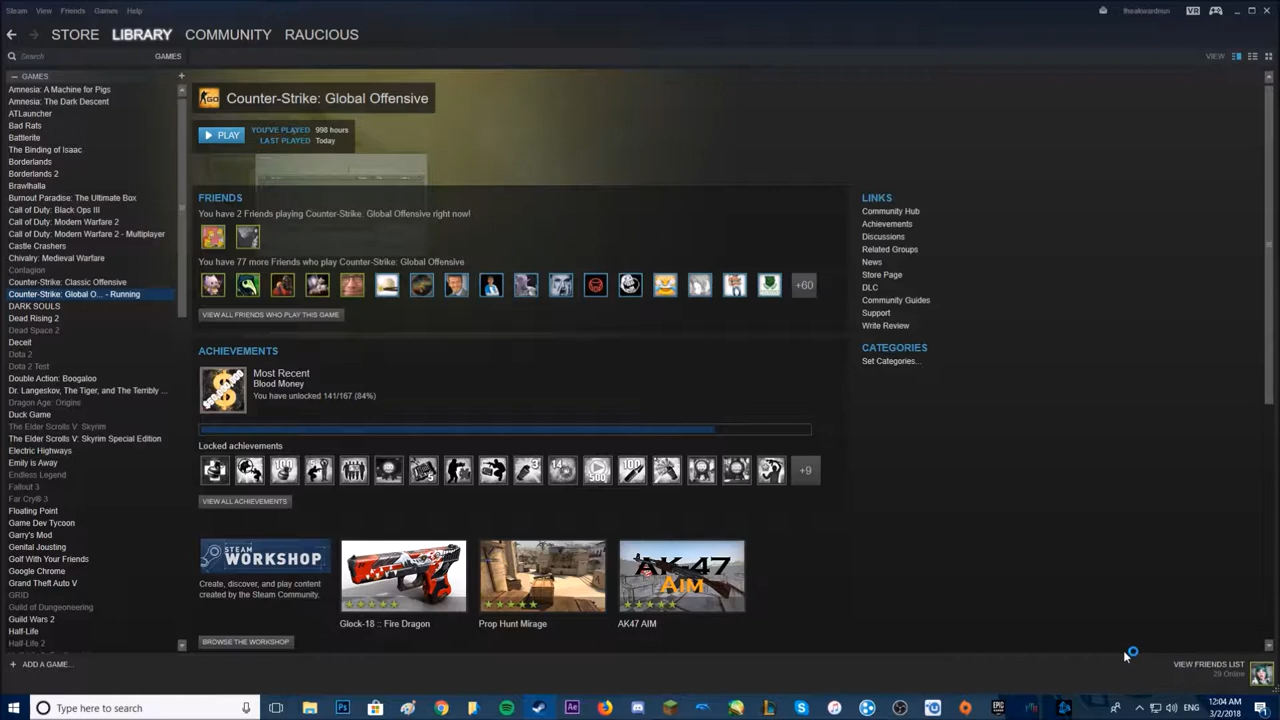 Steam View Friends Games Help
STORE LIBRARY COMMUNITY RAUCIOUS
VR
Search GAMES
VIEW
GAMES
Amnesia: A Machine for Pigs
Amnesia: The Dark Descent
ATLauncher
Bad Rats
Battlerite
The Binding of Isaac
Borderlands
Borderlands 2
Brawlhalla
Burnout Paradise: The Ultimate Box
Call of Duty: Black Ops III
Call of Duty: Modern Warfare 2
Call of Duty: Modern Warfare 2 - Multiplayer
Castle Crashers
Chivalry: Medieval Warfare
Contagion
Counter-Strike: Classic Offensive
Counter-Strike: Global O... - Running
DARK SOULS
Dead Rising 2
Dead Space 2
Deceit
Dota 2
Dota 2 Test
Double Action: Boogaloo
Dr. Langeskov, The Tiger, and The Terribly ...
Dragon Age: Origins
Duck Game
The Elder Scrolls V: Skyrim
The Elder Scrolls V: Skyrim Special Edition
Electric Highways
Emily is Away
Endless Legend
Fallout 3
Far Cry® 3
Floating Point
Game Dev Tycoon
Garry's Mod
Genital Jousting
Golf With Your Friends
Google Chrome
Grand Theft Auto V
GRID
Guild of Dungeoneering
Guild Wars 2
Half-Life
Half-Life 2
+ ADD A GAME...
Counter-Strike: Global Offensive
PLAY
YOU'VE PLAYED 998 hours
LAST PLAYED Today
FRIENDS
You have 2 Friends playing Counter-Strike: Global Offensive right now!
You have 77 more Friends who play Counter-Strike: Global Offensive
+60
VIEW ALL FRIENDS WHO PLAY THIS GAME
ACHIEVEMENTS
Most Recent
Blood Money
You have unlocked 141/167 (84%)
Locked achievements
+9
VIEW ALL ACHIEVEMENTS
STEAM WORKSHOP
Create, discover, and play content
created by the Steam Community.
BROWSE THE WORKSHOP
Glock-18 :: Fire Dragon
Prop Hunt Mirage
AK-47
AIM
AK47 AIM
LINKS
Community Hub
Achievements
Discussions
Related Groups
News
Store Page
DLC
Community Guides
Support
Write Review
CATEGORIES
Set Categories...
VIEW FRIENDS LIST
29 Online
Type here to search
ENG
12:04 AM
3/2/2018